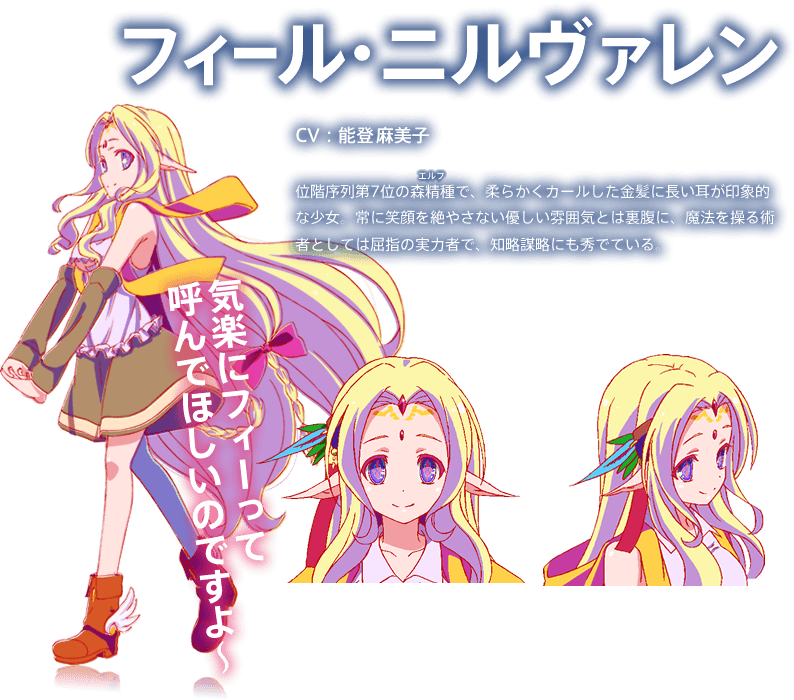 フィール・ニルヴァレン
CV：能登麻美子
エルフ
位階序列第7位の森精種で、柔らかくカールした金髪に長い耳が印象的
な少女。常に笑顔を絶やさない優しい雰囲気とは裏腹に、魔法を操る術
者としては屈指の実力者で、知略謀略にも秀でている。
気楽にフィーって
呼んでほしいのですよ〜